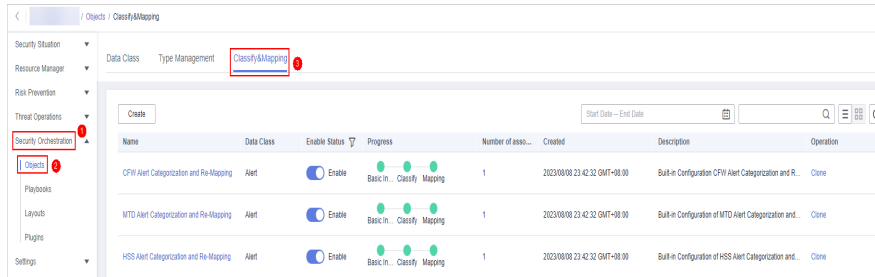 / Objects / Classify&Mapping
Security Situation
Resource Manager
Risk Prevention
Threat Operations
Security Orchestration 1
Objects 2
Playbooks
Layouts
Plugins
Settings
Data Class Type Management Classify&Mapping 3
Create Start Date – End Date
Name Data Class Enable Status Progress Number of asso... Created Description Operation
CFW Alert Categorization and Re-Mapping Alert Enable Basic In... Classify Mapping 1 2023/08/08 23:42:32 GMT+08:00 Built-in Configuration CFW Alert Categorization and R... Clone
MTD Alert Categorization and Re-Mapping Alert Enable Basic In... Classify Mapping 1 2023/08/08 23:42:32 GMT+08:00 Built-in Configuration of MTD Alert Categorization and... Clone
HSS Alert Categorization and Re-Mapping Alert Enable Basic In... Classify Mapping 1 2023/08/08 23:42:32 GMT+08:00 Built-in Configuration of HSS Alert Categorization and... Clone